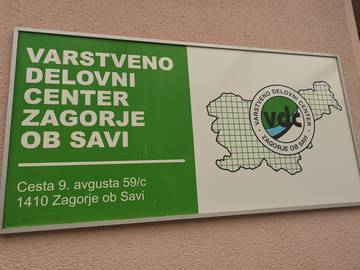 VARSTVENO
DELOVNI
CENTER
ZAGORJE
OB SAVI
Cesta 9. avgusta 59/c
1410 Zagorje ob Savi
VARSTVENO DELOVNI CENTER
vdc
ZAGORJE OB SAVI